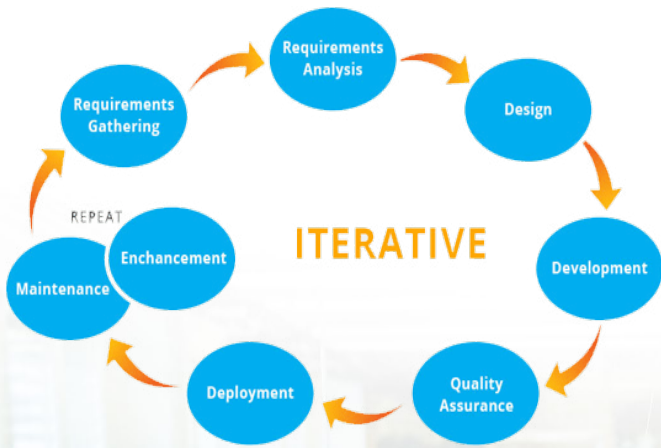 Requirements
Analysis
Requirements
Gathering
Design
REPEAT
ITERATIVE
Enchancement
Maintenance
Development
Deployment
Quality
Assurance